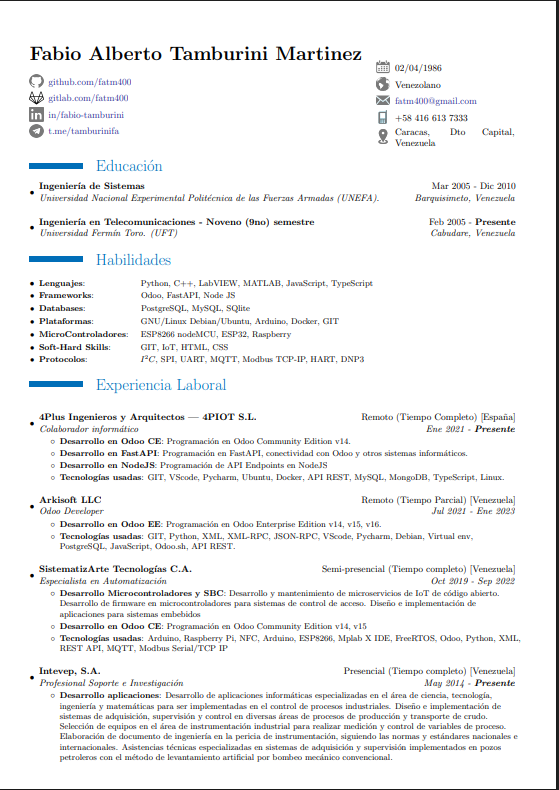 Fabio Alberto Tamburini Martinez
github.com/fatm400
gitlab.com/fatm400
in/fabio-tamburini
t.me/tamburinifa
02/04/1986
Venezolano
fatm400@gmail.com
+58 416 613 7333
Caracas, Dto Capital,
Venezuela
Educación
Ingeniería de Sistemas Mar 2005 - Dic 2010
Universidad Nacional Experimental Politécnica de las Fuerzas Armadas (UNEFA). Barquisimeto, Venezuela
Ingeniería en Telecomunicaciones - Noveno (9no) semestre Feb 2005 - Presente
Universidad Fermín Toro. (UFT) Cabudare, Venezuela
Habilidades
• Lenguajes: Python, C++, LabVIEW, MATLAB, JavaScript, TypeScript
• Frameworks: Odoo, FastAPI, Node JS
• Databases: PostgreSQL, MySQL, SQlite
• Plataformas: GNU/Linux Debian/Ubuntu, Arduino, Docker, GIT
• MicroControladores: ESP8266 nodeMCU, ESP32, Raspberry
• Soft-Hard Skills: GIT, IoT, HTML, CSS
• Protocolos: I²C, SPI, UART, MQTT, Modbus TCP-IP, HART, DNP3
Experiencia Laboral
4Plus Ingenieros y Arquitectos — 4PIOT S.L. Remoto (Tiempo Completo) [España]
Colaborador informático Ene 2021 - Presente
Desarrollo en Odoo CE: Programación en Odoo Community Edition v14.
Desarrollo en FastAPI: Programación en FastAPI, conectividad con Odoo y otros sistemas informáticos.
Desarrollo en NodeJS: Programación de API Endpoints en NodeJS
Tecnologías usadas: GIT, VScode, Pycharm, Ubuntu, Docker, API REST, MySQL, MongoDB, TypeScript, Linux.
Arkisoft LLC Remoto (Tiempo Parcial) [Venezuela]
Odoo Developer Jul 2021 - Ene 2023
Desarrollo en Odoo EE: Programación en Odoo Enterprise Edition v14, v15, v16.
Tecnologías usadas: GIT, Python, XML, XML-RPC, JSON-RPC, VScode, Pycharm, Debian, Virtual env,
PostgreSQL, JavaScript, Odoo.sh, API REST.
SistematizArte Tecnologías C.A. Semi-presencial (Tiempo completo) [Venezuela]
Especialista en Automatización Oct 2019 - Sep 2022
Desarrollo Microcontroladores y SBC: Desarrollo y mantenimiento de microservicios de IoT de código abierto.
Desarrollo de firmware en microcontroladores para sistemas de control de acceso. Diseño e implementación de
aplicaciones para sistemas embebidos
Desarrollo en Odoo CE: Programación en Odoo Community Edition v14, v15
Tecnologías usadas: Arduino, Raspberry Pi, NFC, Arduino, ESP8266, Mplab X IDE, FreeRTOS, Odoo, Python, XML,
REST API, MQTT, Modbus Serial/TCP IP
Intevep, S.A. Presencial (Tiempo completo) [Venezuela]
Profesional Soporte e Investigación May 2014 - Presente
Desarrollo aplicaciones: Desarrollo de aplicaciones informáticas especializadas en el área de ciencia, tecnología,
ingeniería y matemáticas para ser implementadas en el control de procesos industriales. Diseño e implementación de
sistemas de adquisición, supervisión y control en diversas áreas de procesos de producción y transporte de crudo.
Selección de equipos en el área de instrumentación industrial para realizar medición y control de variables de proceso.
Elaboración de documento de ingeniería en la pericia de instrumentación, siguiendo las normas y estándares nacionales e
internacionales. Asistencias técnicas especializadas en sistemas de adquisición y supervisión implementados en pozos
petroleros con el método de levantamiento artificial por bombeo mecánico convencional.